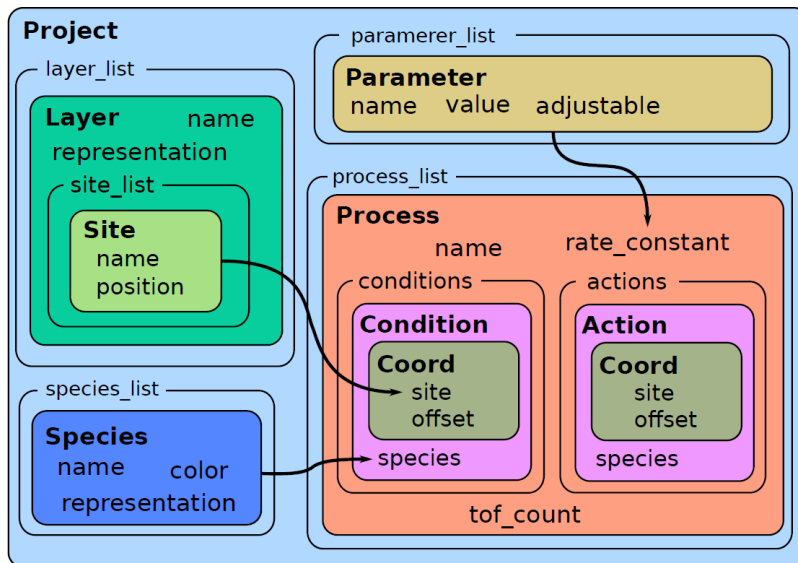 Project
layer_list
Layer name
representation
site_list
Site
name
position
species_list
Species
name color
representation
paramerer_list
Parameter
name value adjustable
process_list
Process
name
rate_constant
conditions
Condition
Coord
site
offset
species
actions
Action
Coord
site
offset
species
tof_count